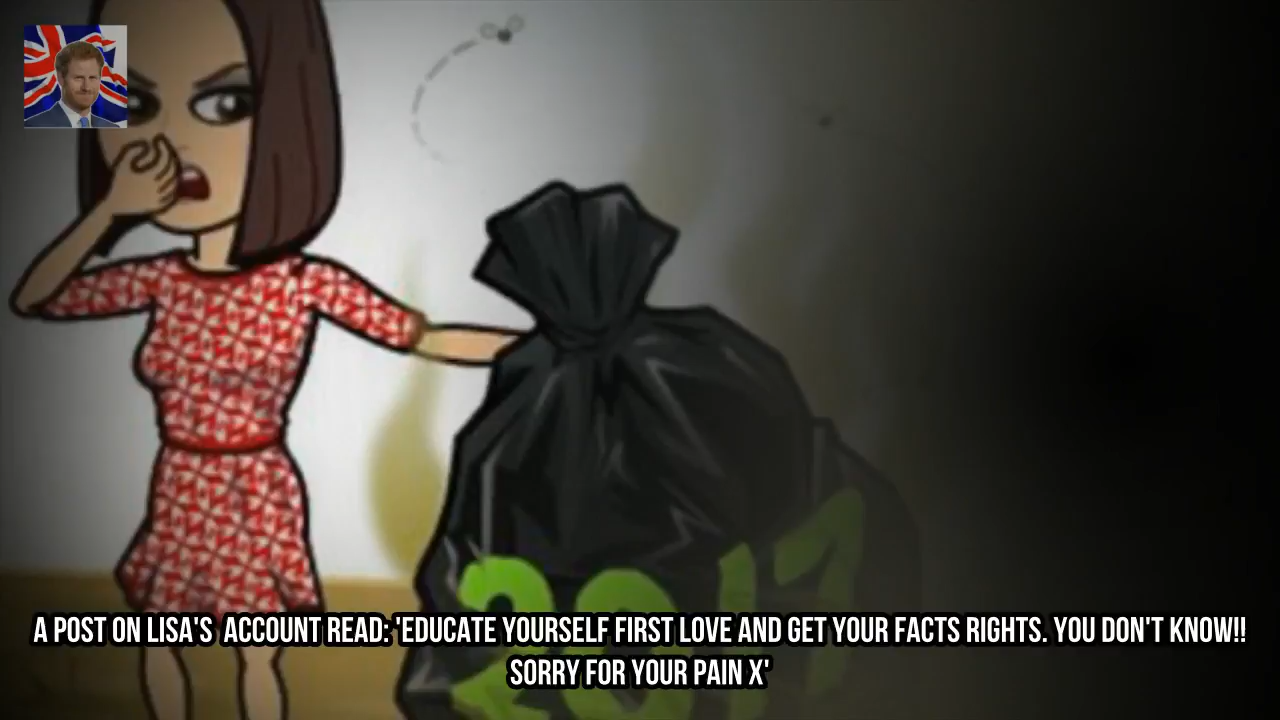 2017
A POST ON LISA'S ACCOUNT READ: 'EDUCATE YOURSELF FIRST LOVE AND GET YOUR FACTS RIGHTS. YOU DON'T KNOW!!
SORRY FOR YOUR PAIN X'